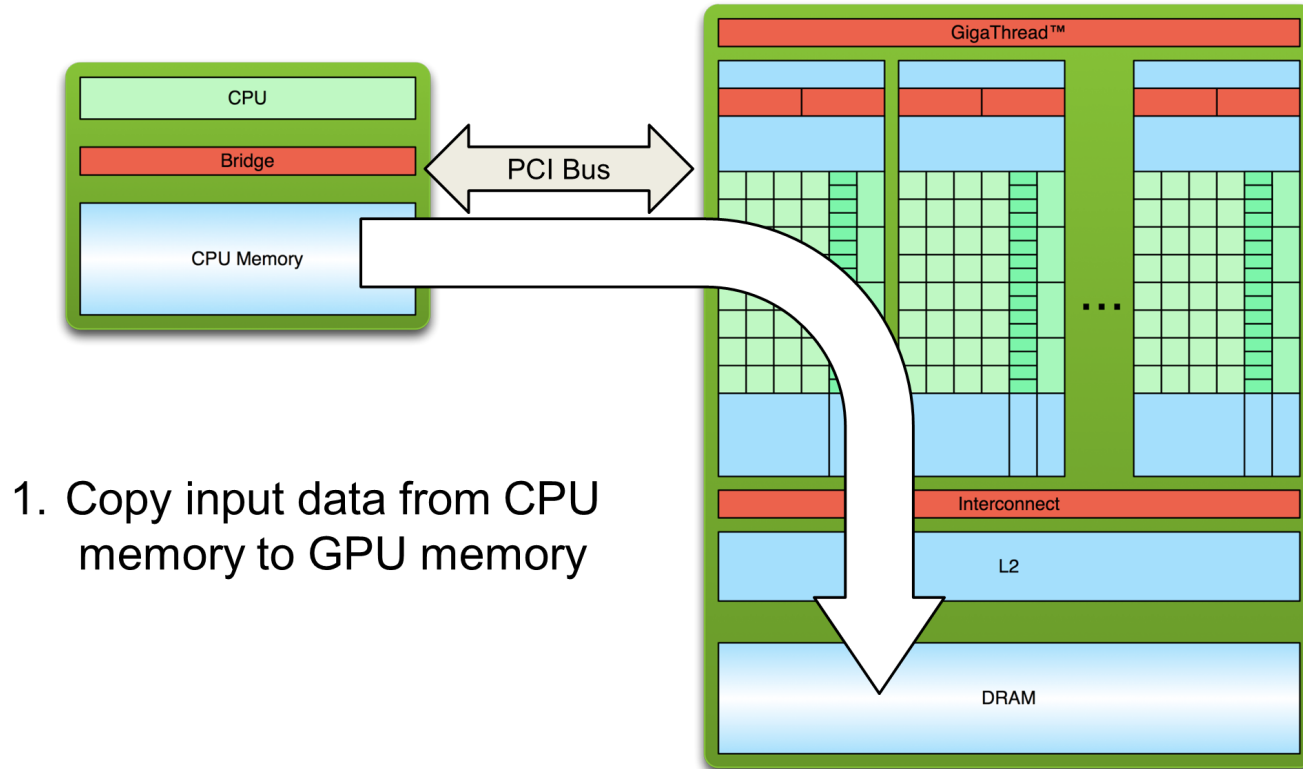 GigaThread™
CPU
Bridge
PCI Bus
CPU Memory
...
1. Copy input data from CPU
memory to GPU memory
Interconnect
L2
DRAM